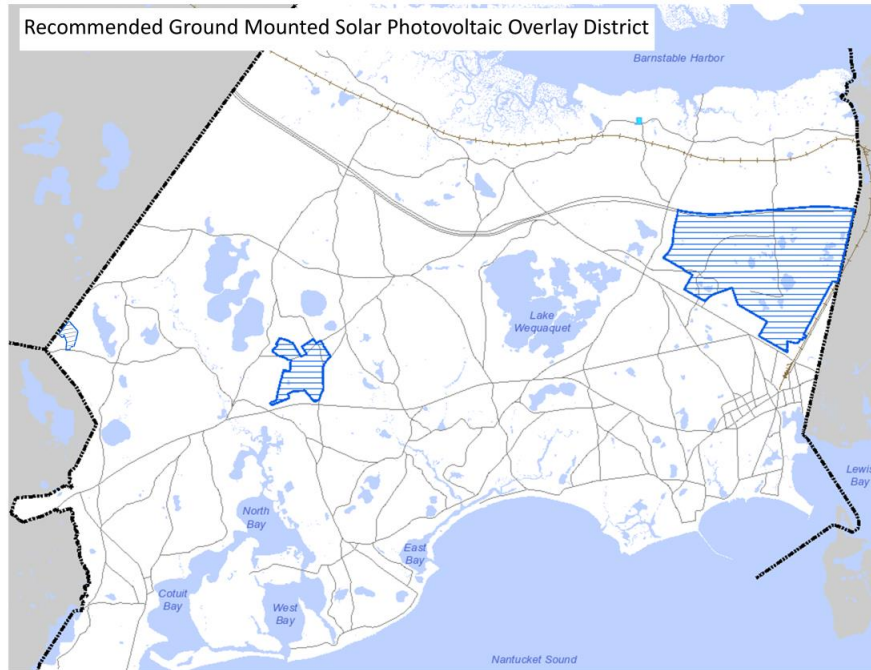 Recommended Ground Mounted Solar Photovoltaic Overlay District
Barnstable Harbor
Lake
Wequaquet
Lewis
Bay
North
Bay
East
Bay
Cotuit
Bay
West
Bay
Nantucket Sound